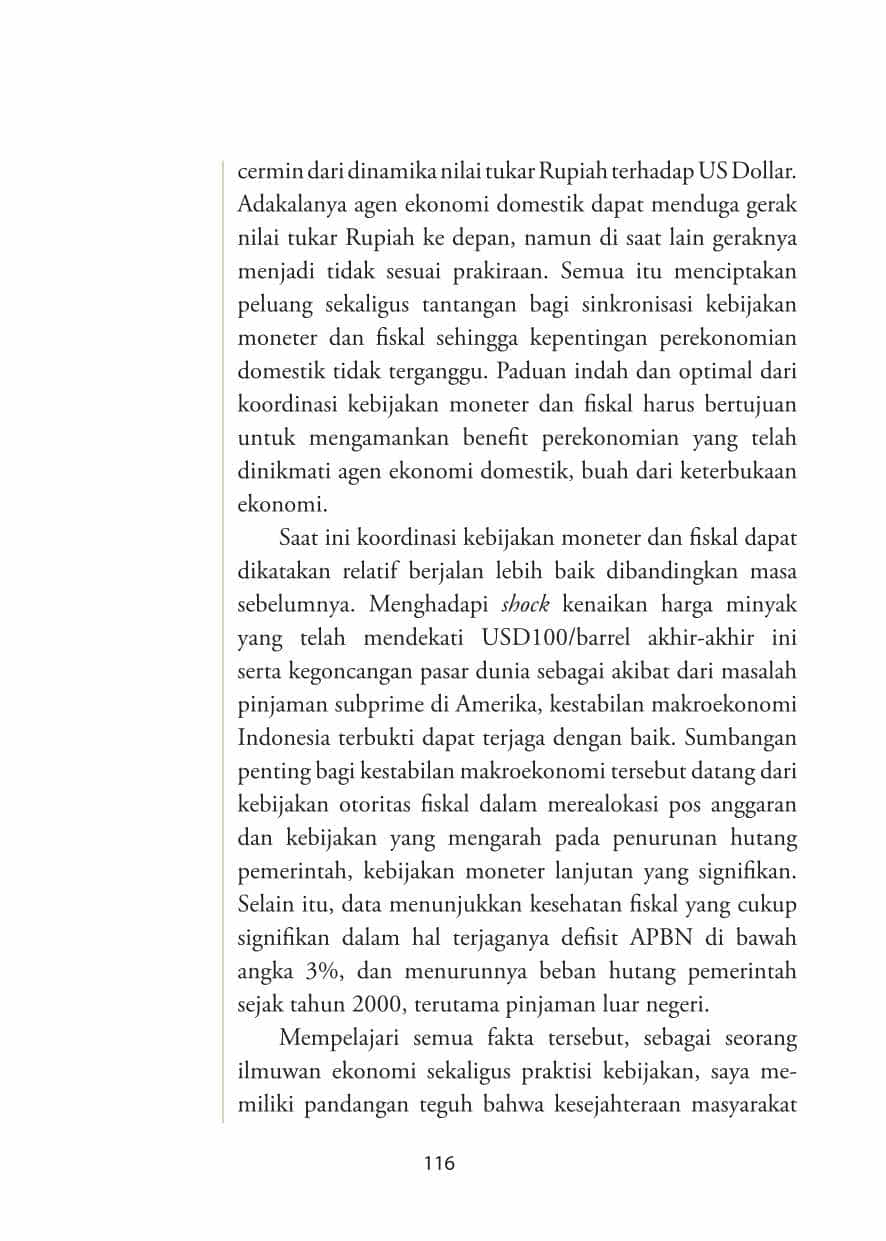 cermin dari dinamika nilai tukar Rupiah terhadap US Dollar.
Adakalanya agen ekonomi domestik dapat menduga gerak
nilai tukar Rupiah ke depan, namun di saat lain geraknya
menjadi tidak sesuai prakiraan. Semua itu menciptakan
peluang sekaligus tantangan bagi sinkronisasi kebijakan
moneter dan fiskal sehingga kepentingan perekonomian
domestik tidak terganggu. Paduan indah dan optimal dari
koordinasi kebijakan moneter dan fiskal harus bertujuan
untuk mengamankan benefit perekonomian yang telah
dinikmati agen ekonomi domestik, buah dari keterbukaan
ekonomi.
Saat ini koordinasi kebijakan moneter dan fiskal dapat
dikatakan relatif berjalan lebih baik dibandingkan masa
sebelumnya. Menghadapi shock kenaikan harga minyak
yang telah mendekati USD100/barrel akhir-akhir ini
serta kegoncangan pasar dunia sebagai akibat dari masalah
pinjaman subprime di Amerika, kestabilan makroekonomi
Indonesia terbukti dapat terjaga dengan baik. Sumbangan
penting bagi kestabilan makroekonomi tersebut datang dari
kebijakan otoritas fiskal dalam merealokasi pos anggaran
dan kebijakan yang mengarah pada penurunan hutang
pemerintah, kebijakan moneter lanjutan yang signifikan.
Selain itu, data menunjukkan kesehatan fiskal yang cukup
signifikan dalam hal terjaganya defisit APBN di bawah
angka 3%, dan menurunnya beban hutang pemerintah
sejak tahun 2000, terutama pinjaman luar negeri.
Mempelajari semua fakta tersebut, sebagai seorang
ilmuwan ekonomi sekaligus praktisi kebijakan, saya me-
miliki pandangan teguh bahwa kesejahteraan masyarakat
116